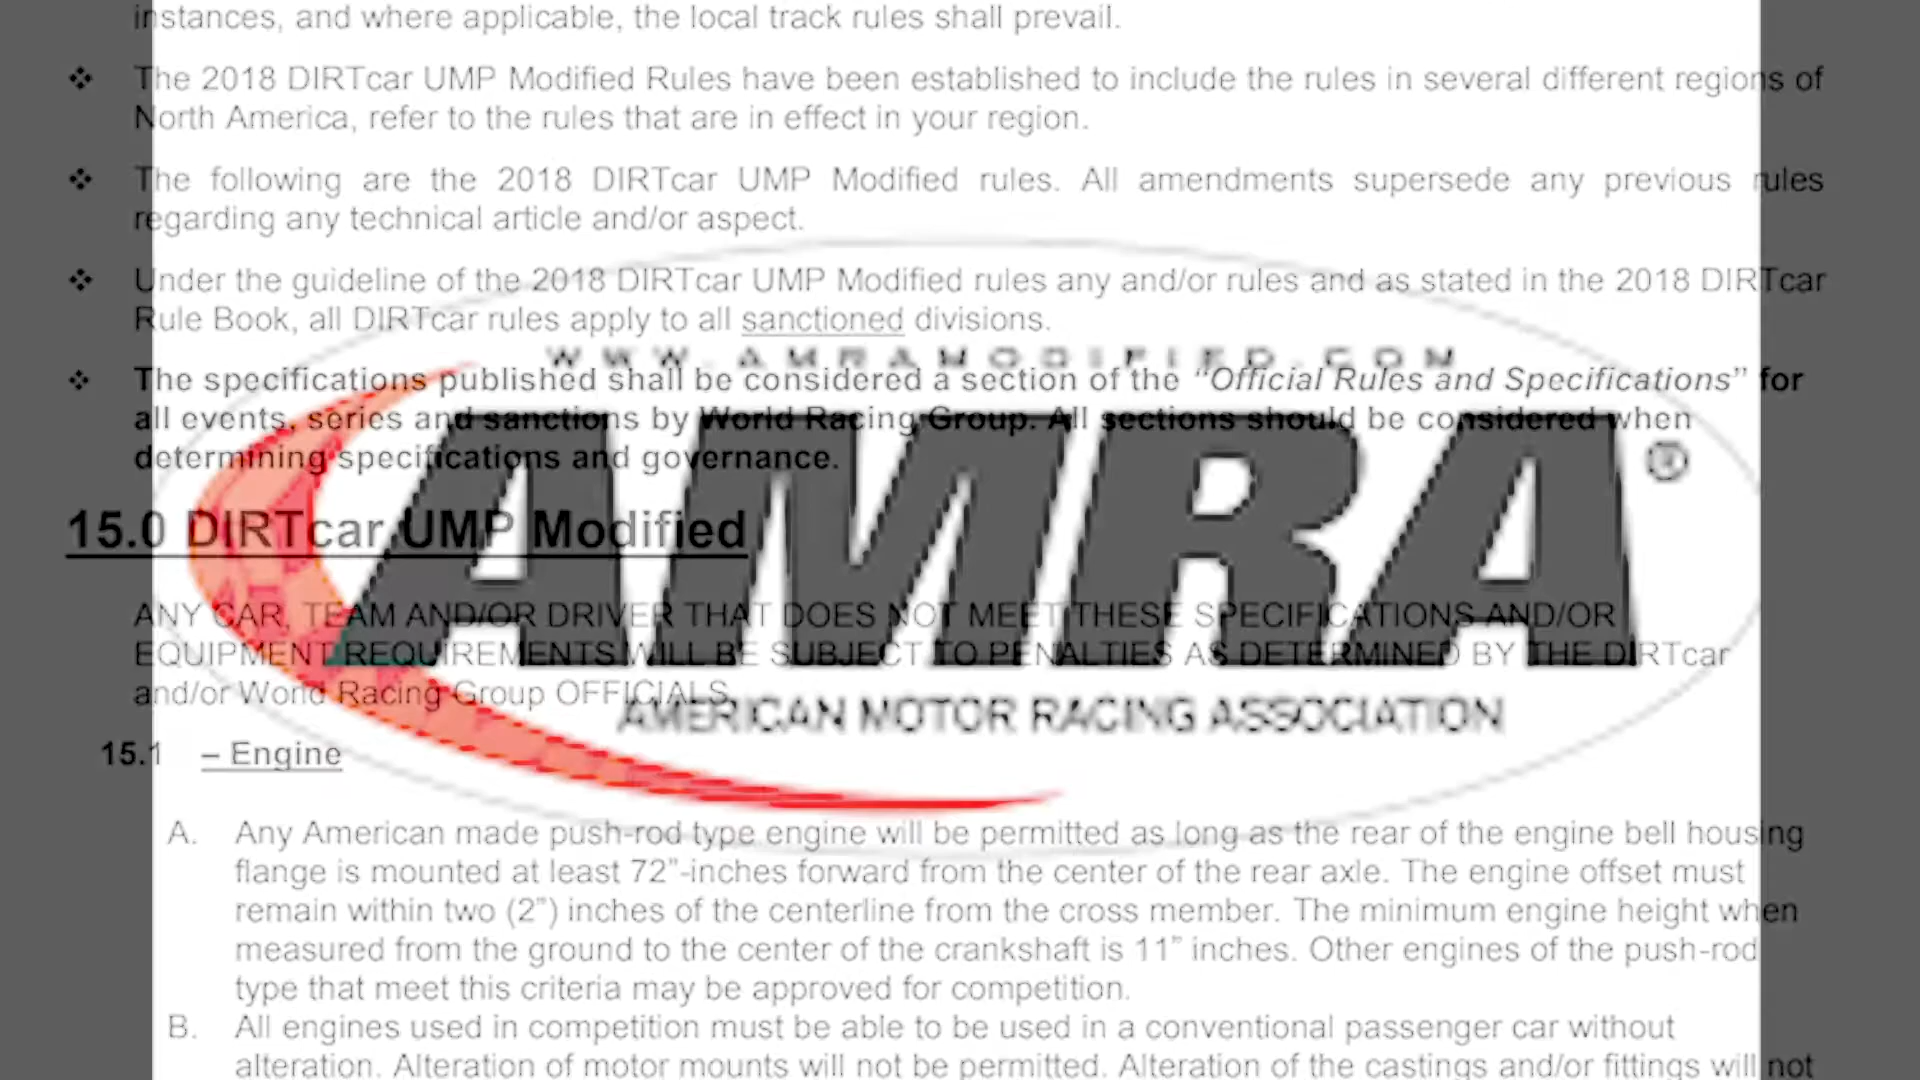 instances, and where applicable, the local track rules shall prevail.
❖ The 2018 DIRTcar UMP Modified Rules have been established to include the rules in several different regions of
North America, refer to the rules that are in effect in your region.
❖ The following are the 2018 DIRTcar UMP Modified rules. All amendments supersede any previous rules
regarding any technical article and/or aspect.
❖ Under the guideline of the 2018 DIRTcar UMP Modified rules any and/or rules and as stated in the 2018 DIRTcar
Rule Book, all DIRTcar rules apply to all sanctioned divisions.
WWW.AMRAMODIFIED.COM
❖ The specifications published shall be considered a section of the “Official Rules and Specifications” for
all events, series and sanctions by World Racing Group. All sections should be considered when
determining specifications and governance.
AMRA®
15.0 DIRTcar UMP Modified
ANY CAR, TEAM AND/OR DRIVER THAT DOES NOT MEET THESE SPECIFICATIONS AND/OR
EQUIPMENT REQUIREMENTS WILL BE SUBJECT TO PENALTIES AS DETERMINED BY THE DIRTcar
and/or World Racing Group OFFICIALS.
AMERICAN MOTOR RACING ASSOCIATION
15.1 – Engine
A. Any American made push-rod type engine will be permitted as long as the rear of the engine bell housing
flange is mounted at least 72”-inches forward from the center of the rear axle. The engine offset must
remain within two (2”) inches of the centerline from the cross member. The minimum engine height when
measured from the ground to the center of the crankshaft is 11” inches. Other engines of the push-rod
type that meet this criteria may be approved for competition.
B. All engines used in competition must be able to be used in a conventional passenger car without
alteration. Alteration of motor mounts will not be permitted. Alteration of the castings and/or fittings will not